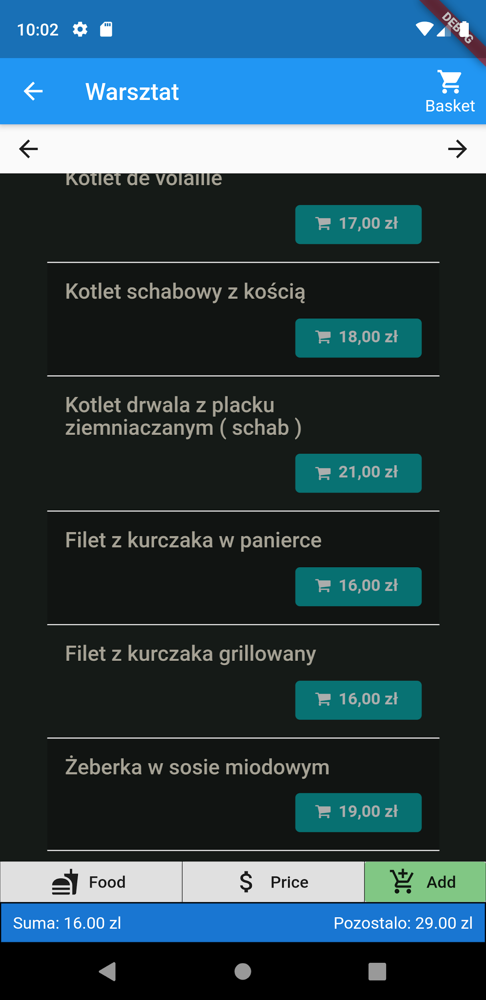 10:02
DEBUG
Warsztat
Basket
Kotlet de volaille
17,00 zł
Kotlet schabowy z kością
18,00 zł
Kotlet drwala z placku
ziemniaczanym ( schab )
21,00 zł
Filet z kurczaka w panierce
16,00 zł
Filet z kurczaka grillowany
16,00 zł
Żeberka w sosie miodowym
19,00 zł
Food
$ Price
Add
Suma: 16.00 zl
Pozostalo: 29.00 zl